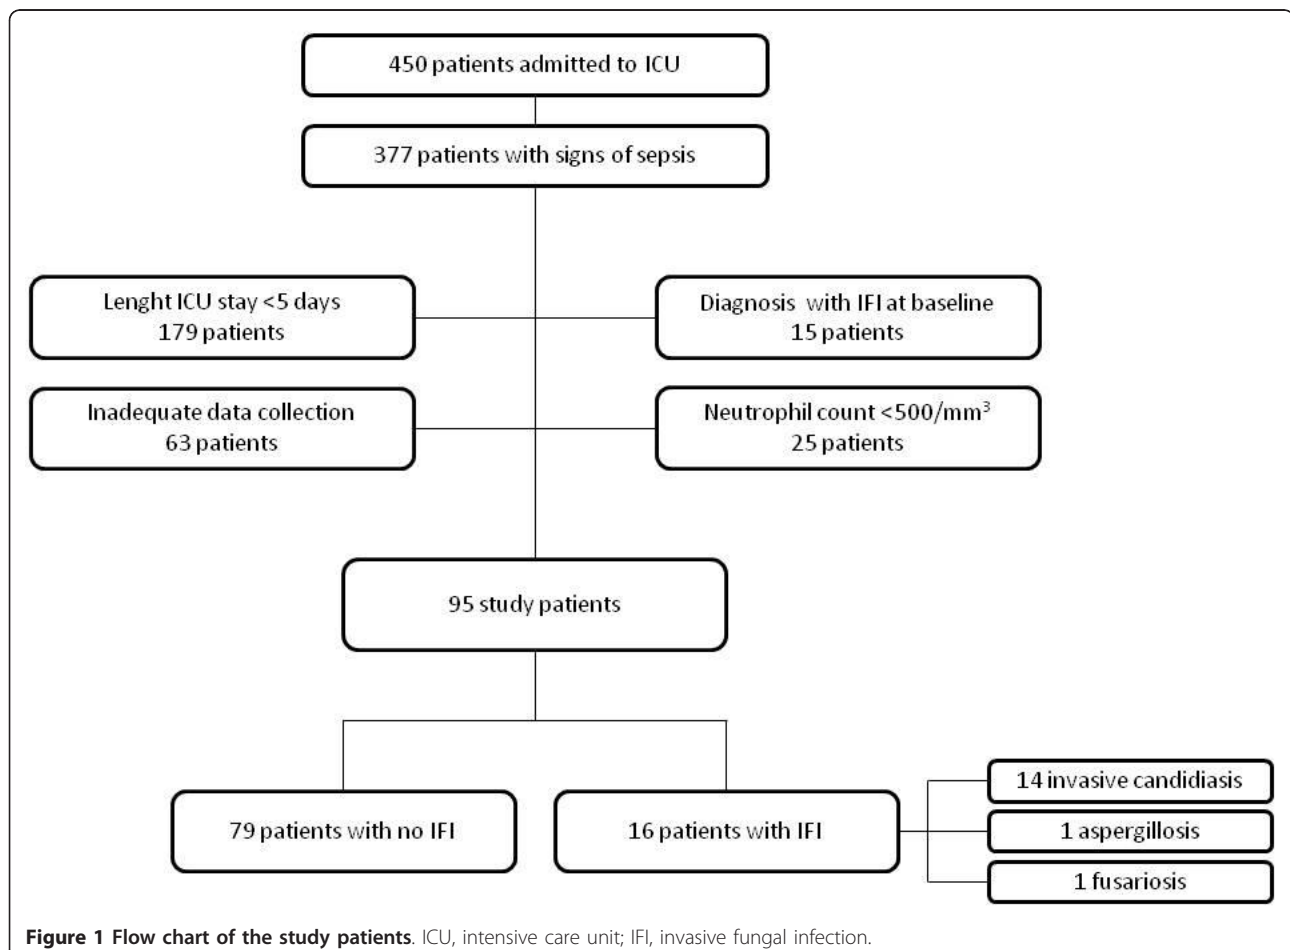 450 patients admitted to ICU
377 patients with signs of sepsis
Lenght ICU stay <5 days
179 patients
Diagnosis with IFI at baseline
15 patients
Inadequate data collection
63 patients
Neutrophil count <500/mm³
25 patients
95 study patients
79 patients with no IFI
16 patients with IFI
14 invasive candidiasis
1 aspergillosis
1 fusariosis
Figure 1 Flow chart of the study patients. ICU, intensive care unit; IFI, invasive fungal infection.